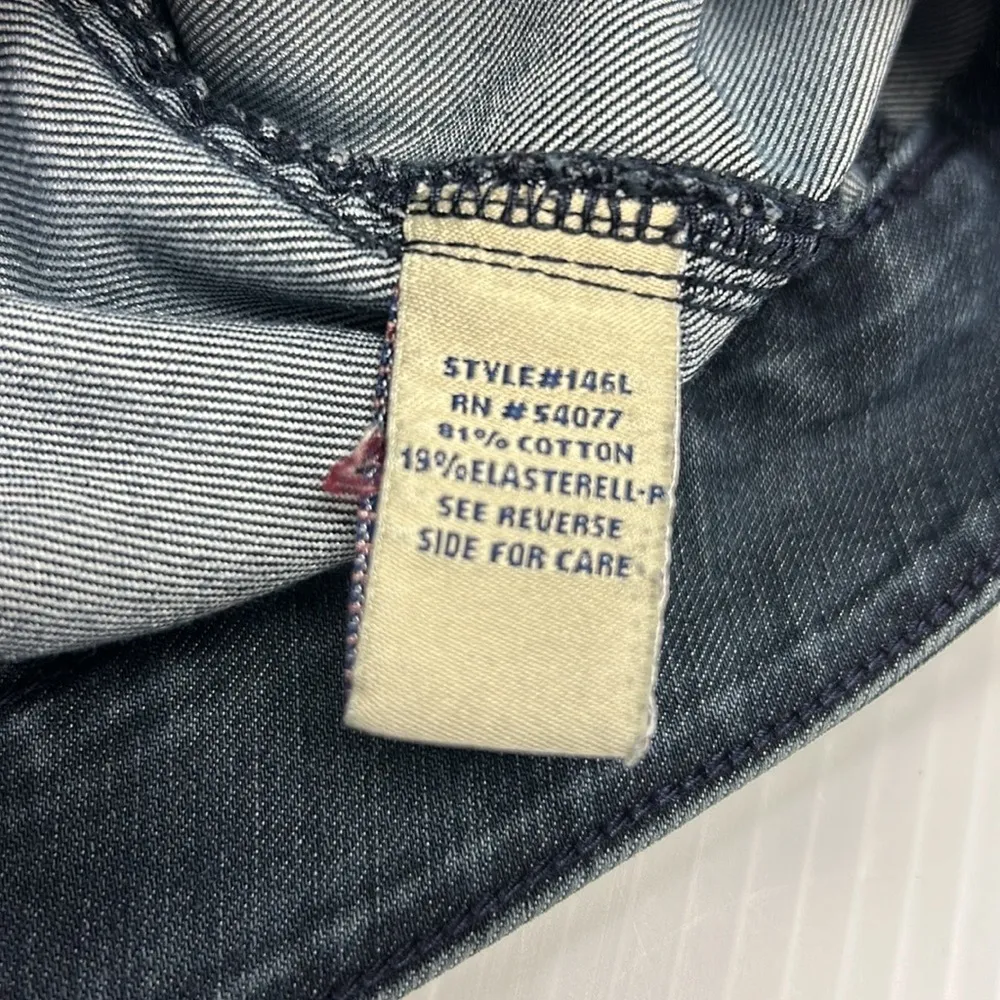 STYLE#146L
RN #54077
81% COTTON
19%ELASTERELL-P
SEE REVERSE
SIDE FOR CARE